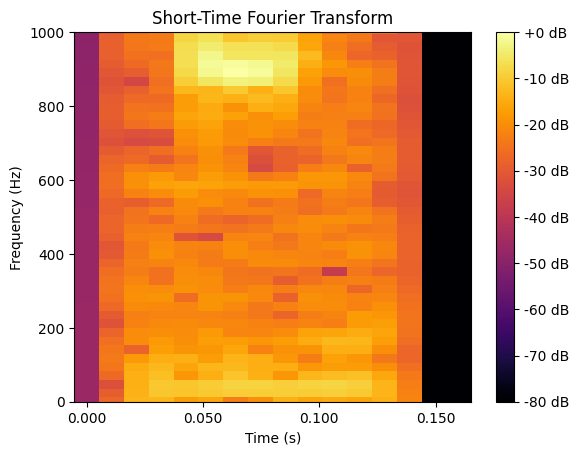 Short-Time Fourier Transform
1000
800
600
400
200
0
Frequency (Hz)
0.000
0.050
0.100
0.150
Time (s)
+0 dB
-10 dB
-20 dB
-30 dB
-40 dB
-50 dB
-60 dB
-70 dB
-80 dB